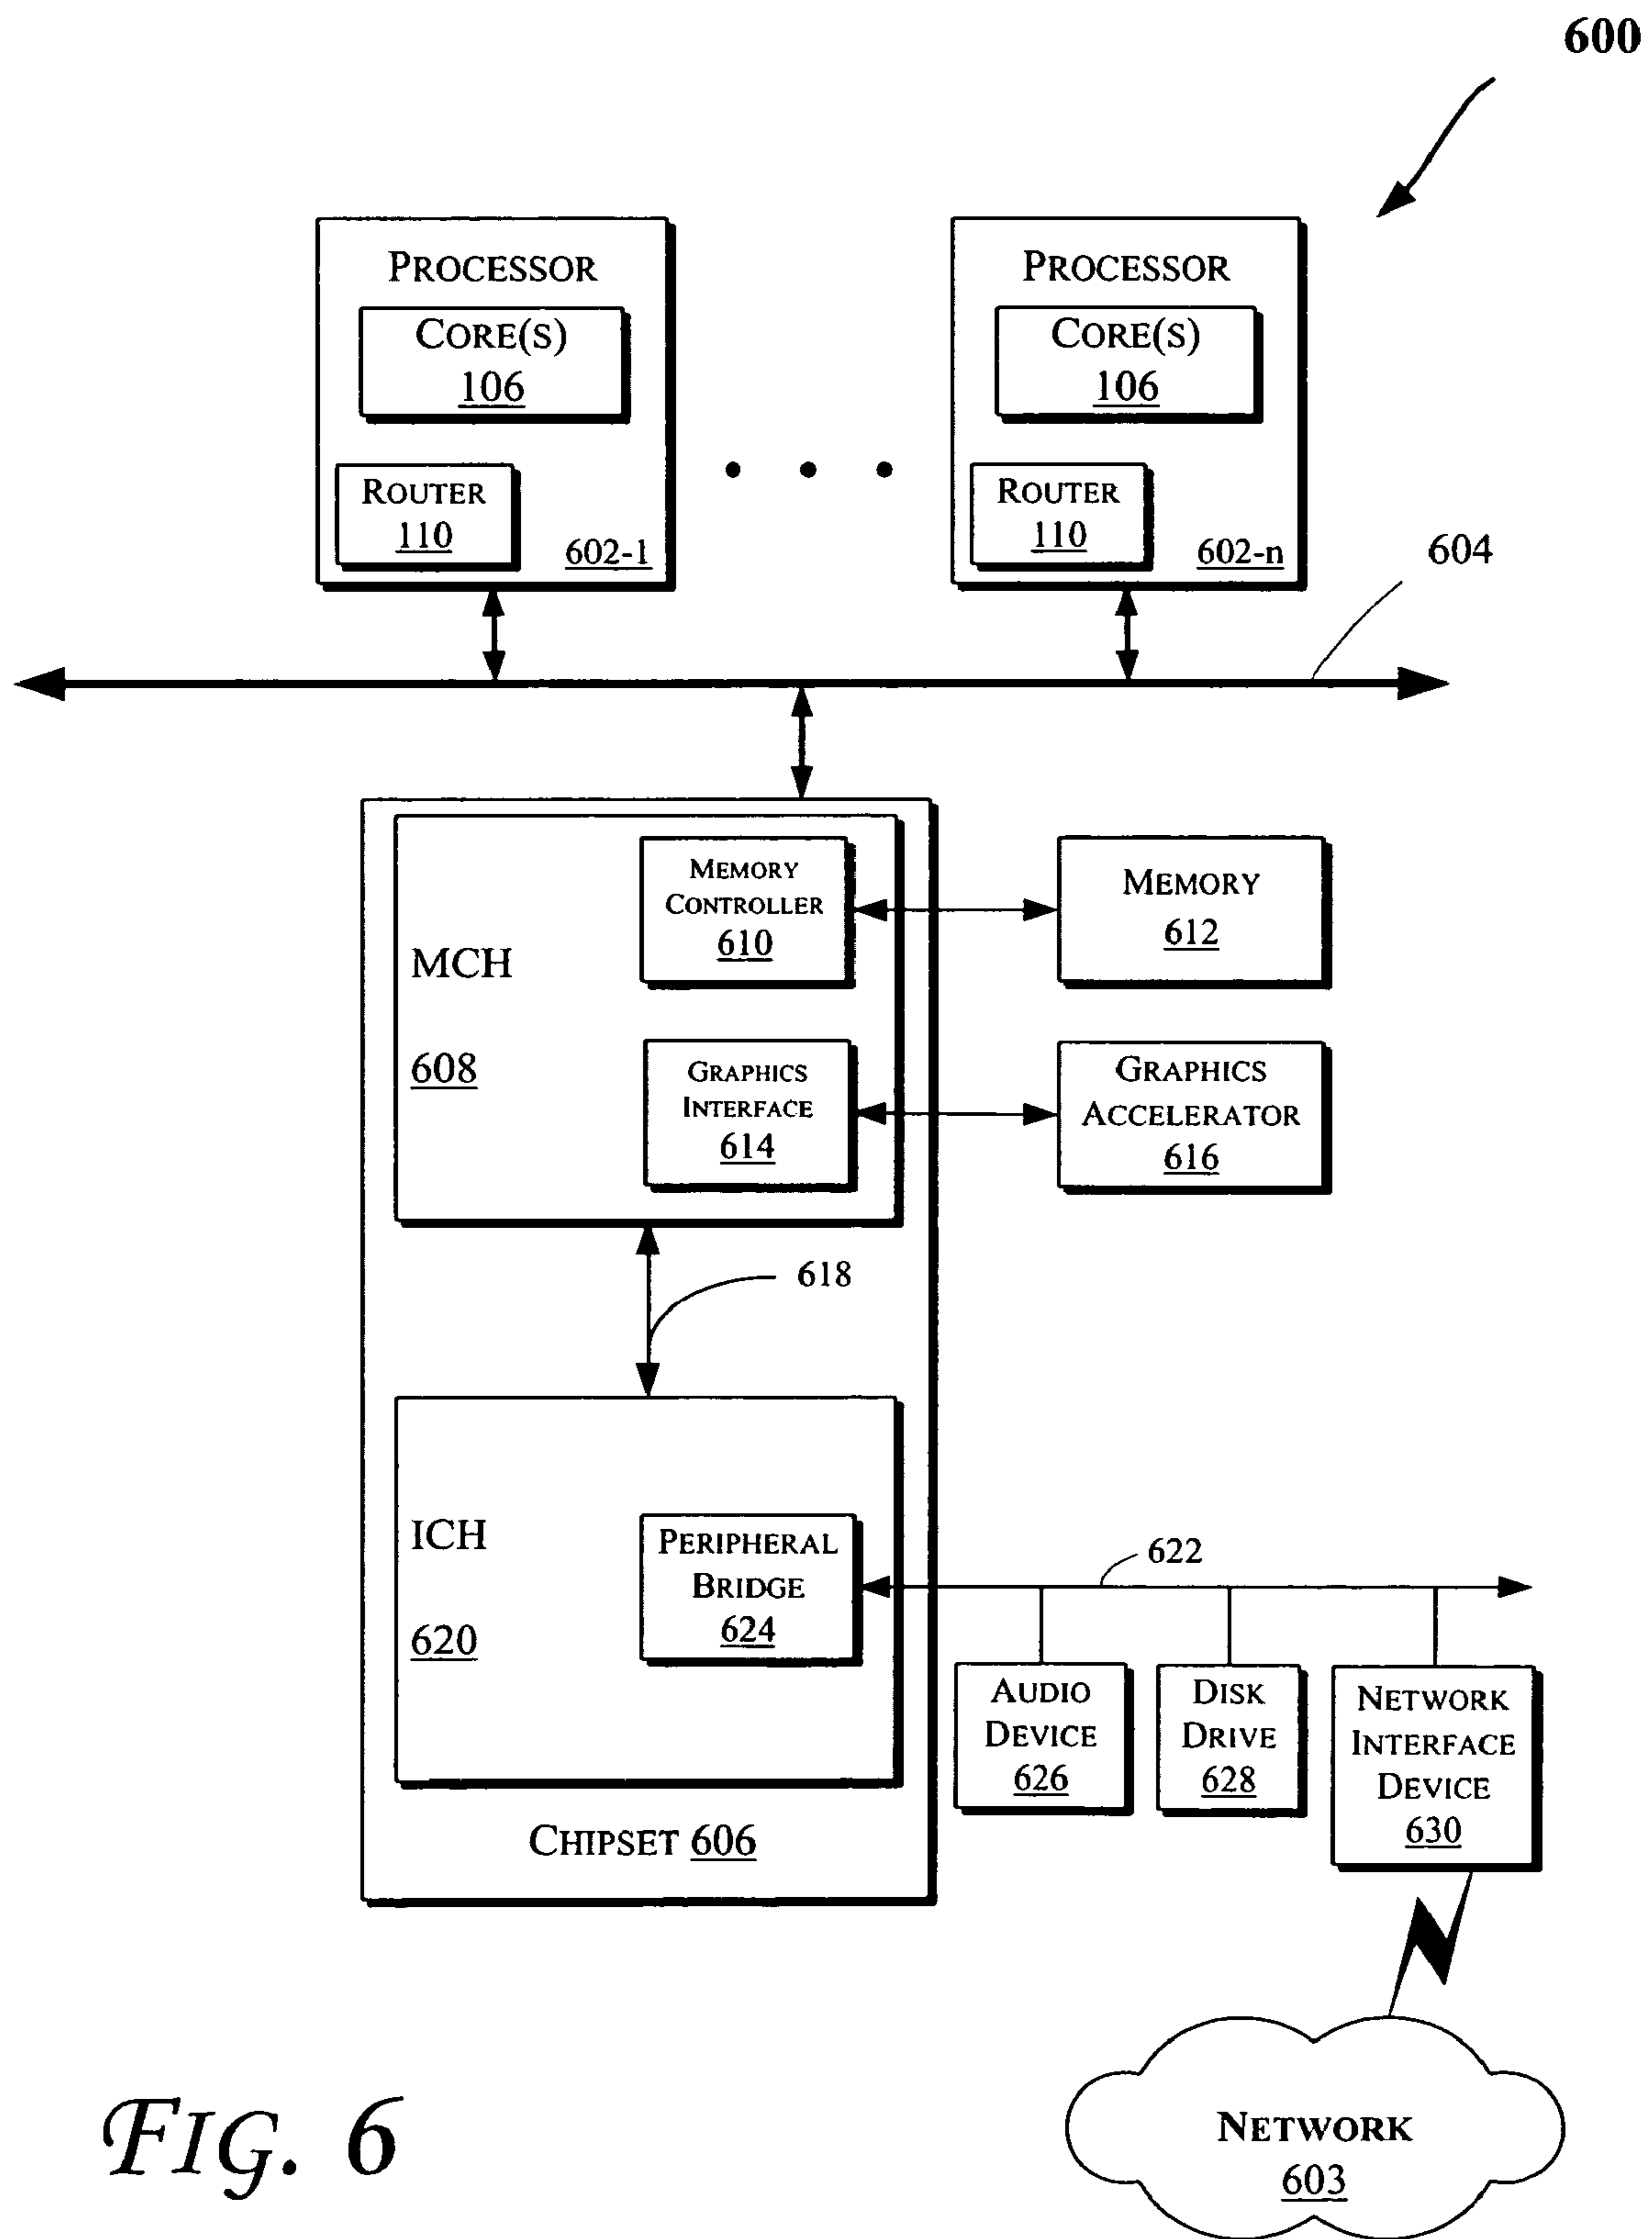 600
PROCESSOR
CORE(S)
106
ROUTER
110
602-1
PROCESSOR
CORE(S)
106
ROUTER
110
602-n
604
MCH
608
MEMORY
CONTROLLER
610
MEMORY
612
GRAPHICS
INTERFACE
614
GRAPHICS
ACCELERATOR
616
618
ICH
620
PERIPHERAL
BRIDGE
624
622
AUDIO
DEVICE
626
DISK
DRIVE
628
NETWORK
INTERFACE
DEVICE
630
CHIPSET 606
NETWORK
603
FIG. 6